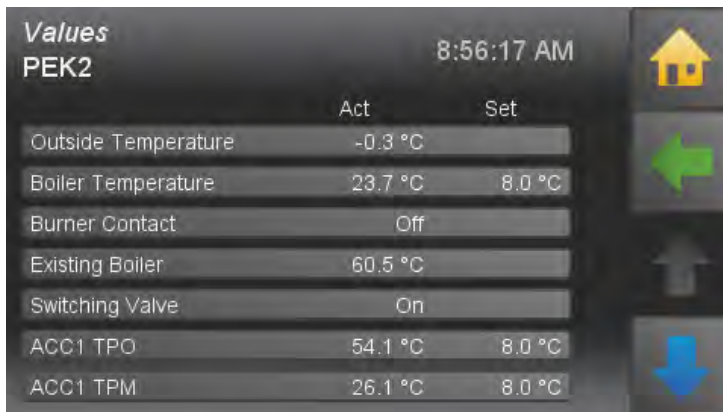 Values
PEK2
8:56:17 AM
Act Set
Outside Temperature -0.3 °C
Boiler Temperature 23.7 °C 8.0 °C
Burner Contact Off
Existing Boiler 60.5 °C
Switching Valve On
ACC1 TPO 54.1 °C 8.0 °C
ACC1 TPM 26.1 °C 8.0 °C